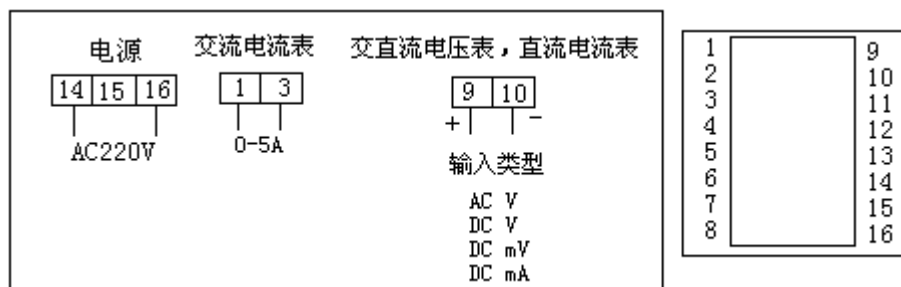 电源
14 15 16
AC220V
交流电流表
1 3
0-5A
交直流电压表，直流电流表
9 10
+ -
输入类型
AC V
DC V
DC mV
DC mA
1 9
2 10
3 11
4 12
5 13
6 14
7 15
8 16